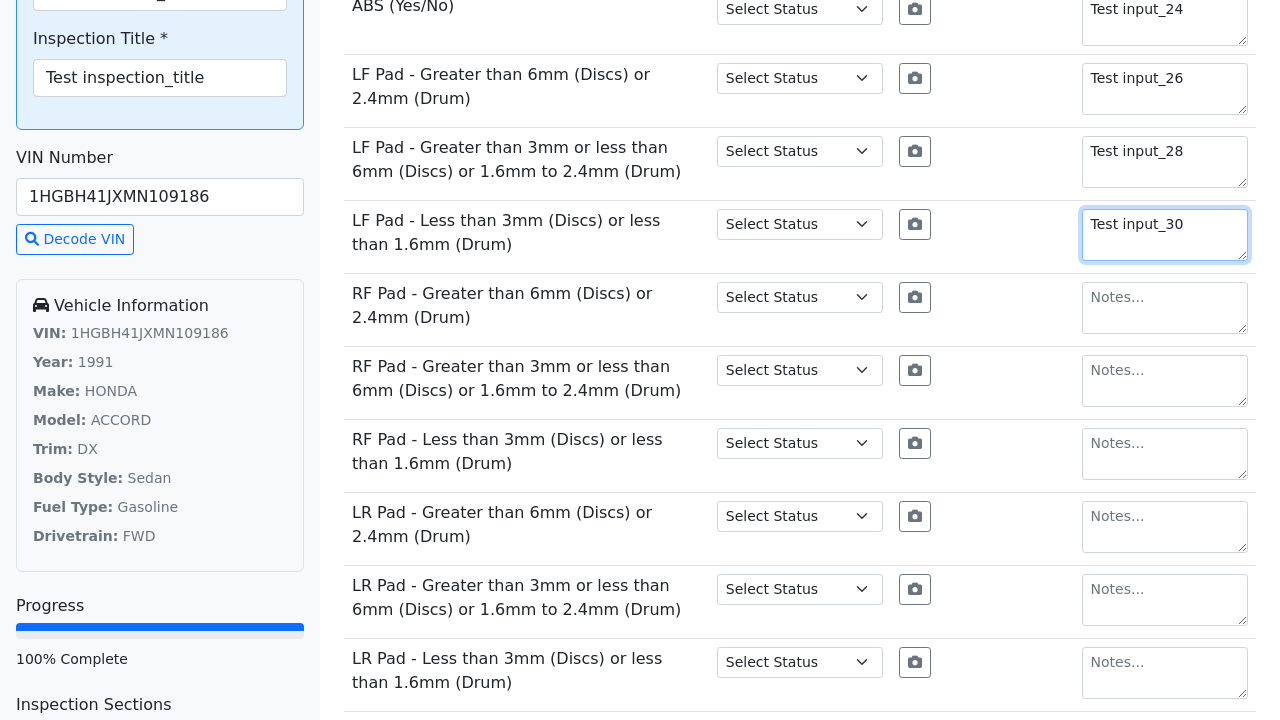 Inspection Title *
Test inspection_title
VIN Number
1HGBH41JXMN109186
Decode VIN
Vehicle Information
VIN: 1HGBH41JXMN109186
Year: 1991
Make: HONDA
Model: ACCORD
Trim: DX
Body Style: Sedan
Fuel Type: Gasoline
Drivetrain: FWD
Progress
100% Complete
Inspection Sections
ABS (Yes/No)
Select Status
Test input_24
LF Pad - Greater than 6mm (Discs) or
2.4mm (Drum)
Select Status
Test input_26
LF Pad - Greater than 3mm or less than
6mm (Discs) or 1.6mm to 2.4mm (Drum)
Select Status
Test input_28
LF Pad - Less than 3mm (Discs) or less
than 1.6mm (Drum)
Select Status
Test input_30
RF Pad - Greater than 6mm (Discs) or
2.4mm (Drum)
Select Status
Notes...
RF Pad - Greater than 3mm or less than
6mm (Discs) or 1.6mm to 2.4mm (Drum)
Select Status
Notes...
RF Pad - Less than 3mm (Discs) or less
than 1.6mm (Drum)
Select Status
Notes...
LR Pad - Greater than 6mm (Discs) or
2.4mm (Drum)
Select Status
Notes...
LR Pad - Greater than 3mm or less than
6mm (Discs) or 1.6mm to 2.4mm (Drum)
Select Status
Notes...
LR Pad - Less than 3mm (Discs) or less
than 1.6mm (Drum)
Select Status
Notes...